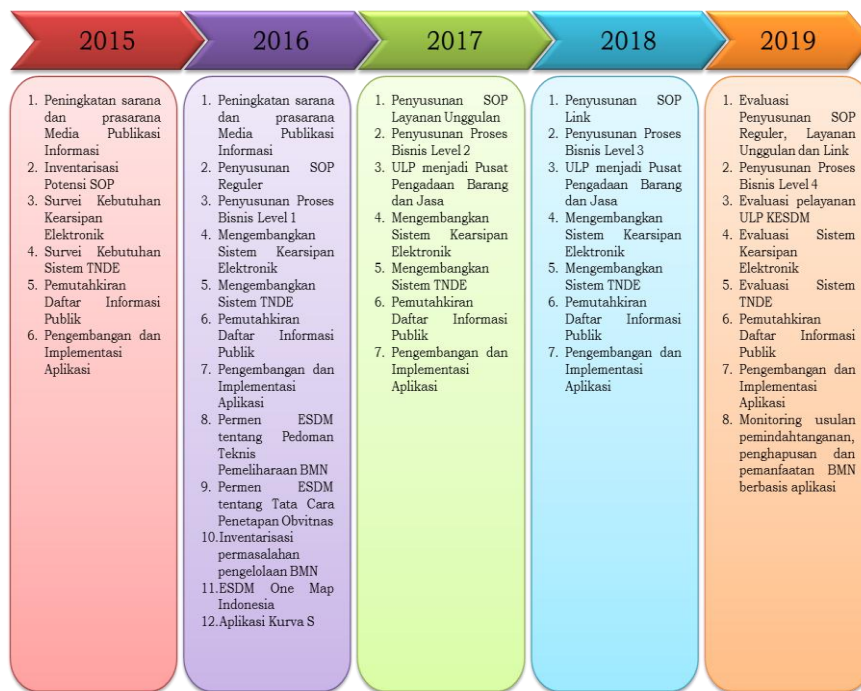 2015
2016
2017
2018
2019
1. Peningkatan sarana
dan prasarana
Media Publikasi
Informasi
2. Inventarisasi
Potensi SOP
3. Survei Kebutuhan
Kearsipan
Elektronik
4. Survei Kebutuhan
Sistem TNDE
5. Pemutahkiran
Daftar Informasi
Publik
6. Pengembangan dan
Implementasi
Aplikasi
1. Peningkatan sarana
dan prasarana
Media Publikasi
Informasi
2. Penyusunan SOP
Reguler
3. Penyusunan Proses
Bisnis Level 1
4. Mengembangkan
Sistem Kearsipan
Elektronik
5. Mengembangkan
Sistem TNDE
6. Pemutahkiran
Daftar Informasi
Publik
7. Pengembangan dan
Implementasi
Aplikasi
8. Permen ESDM
tentang Pedoman
Teknis
Pemeliharaan BMN
9. Permen ESDM
tentang Tata Cara
Penetapan Obvitnas
10.Inventarisasi
permasalahan
pengelolaan BMN
11.ESDM One Map
Indonesia
12.Aplikasi Kurva S
1. Penyusunan SOP
Layanan Unggulan
2. Penyusunan Proses
Bisnis Level 2
3. ULP menjadi Pusat
Pengadaan Barang
dan Jasa
4. Mengembangkan
Sistem Kearsipan
Elektronik
5. Mengembangkan
Sistem TNDE
6. Pemutahkiran
Daftar Informasi
Publik
7. Pengembangan dan
Implementasi
Aplikasi
1. Penyusunan SOP
Link
2. Penyusunan Proses
Bisnis Level 3
3. ULP menjadi Pusat
Pengadaan Barang
dan Jasa
4. Mengembangkan
Sistem Kearsipan
Elektronik
5. Mengembangkan
Sistem TNDE
6. Pemutahkiran
Daftar Informasi
Publik
7. Pengembangan dan
Implementasi
Aplikasi
1. Evaluasi
Penyusunan SOP
Reguler, Layanan
Unggulan dan Link
2. Penyusunan Proses
Bisnis Level 4
3. Evaluasi pelayanan
ULP KESDM
4. Evaluasi Sistem
Kearsipan
Elektronik
5. Evaluasi Sistem
TNDE
6. Pemutahkiran
Daftar Informasi
Publik
7. Pengembangan dan
Implementasi
Aplikasi
8. Monitoring usulan
pemindahtanganan,
penghapusan dan
pemanfaatan BMN
berbasis aplikasi